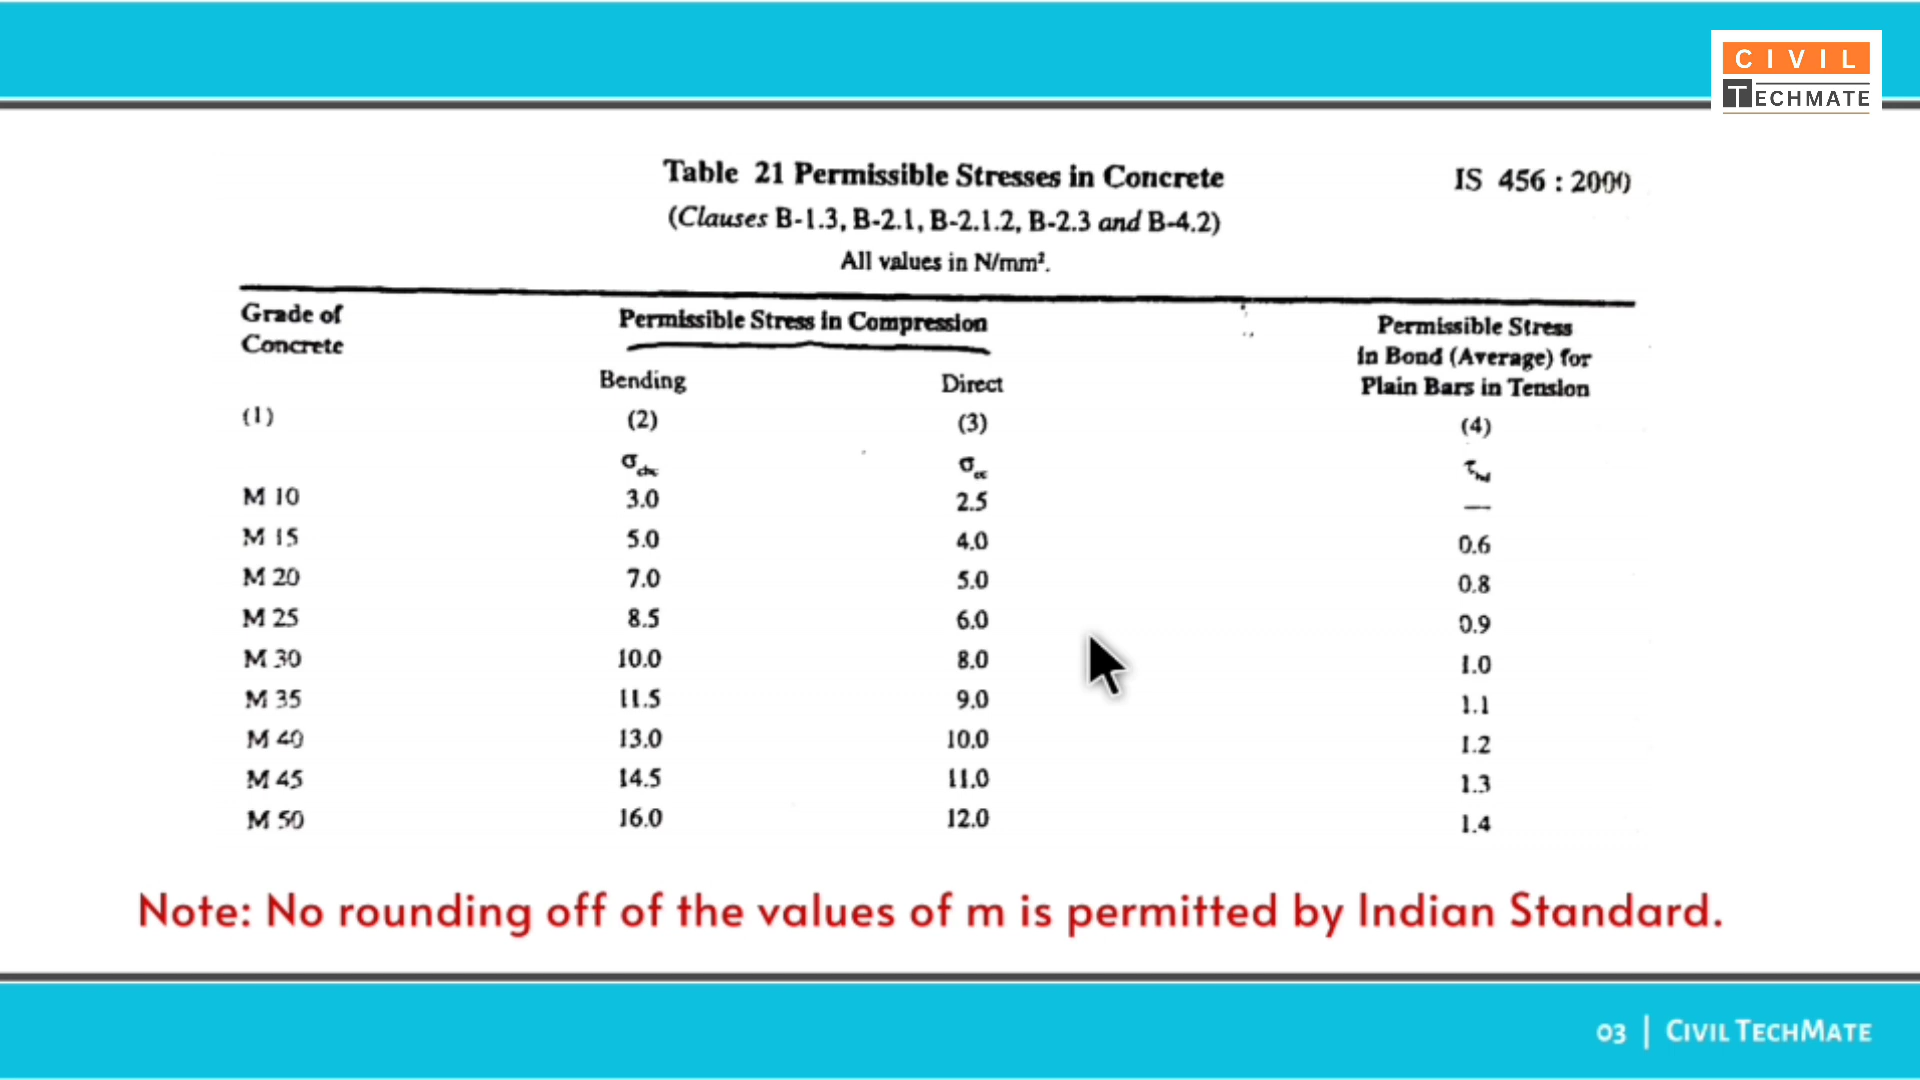 CIVIL
TECHMATE
Table 21 Permissible Stresses in Concrete
IS 456 : 2000
(Clauses B-1.3, B-2.1, B-2.1.2, B-2.3 and B-4.2)
All values in N/mm².
Grade of Concrete
Permissible Stress in Compression
Permissible Stress in Bond (Average) for Plain Bars in Tension
Bending Direct
(1) (2) (3) (4)
σcbc σcc τbd
M 10 3.0 2.5 —
M 15 5.0 4.0 0.6
M 20 7.0 5.0 0.8
M 25 8.5 6.0 0.9
M 30 10.0 8.0 1.0
M 35 11.5 9.0 1.1
M 40 13.0 10.0 1.2
M 45 14.5 11.0 1.3
M 50 16.0 12.0 1.4
Note: No rounding off of the values of m is permitted by Indian Standard.
03 | CIVIL TECHMATE